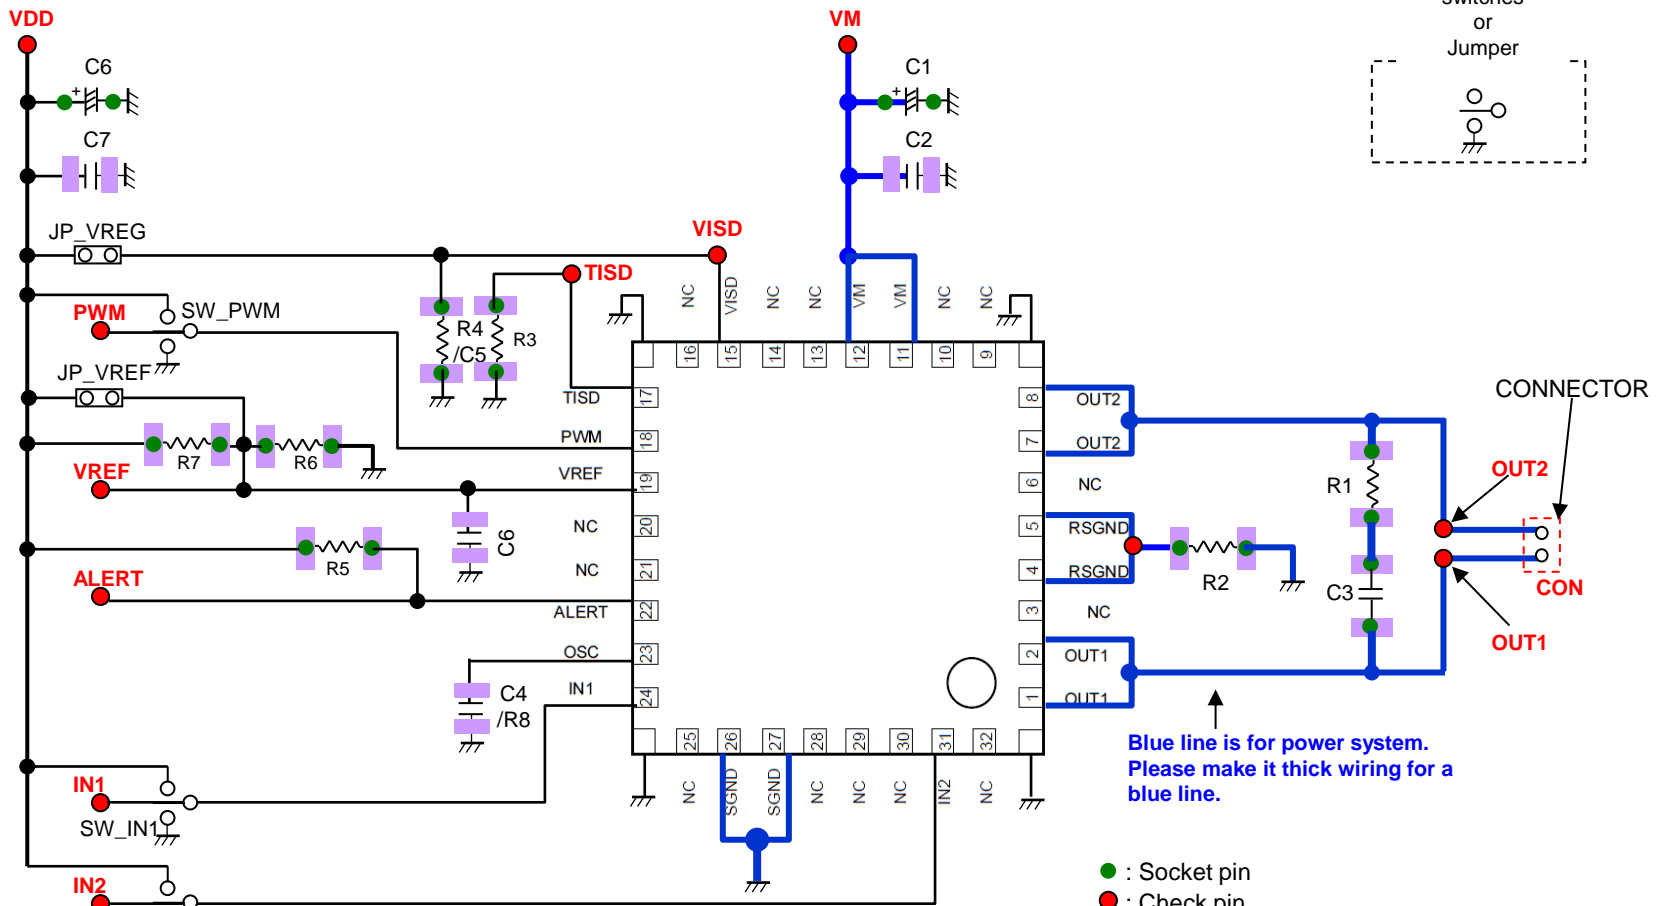 VDD
VM
switches
or
Jumper
C6
+
C1
+
C7
C2
JP_VREG
VISD
TISD
PWM
SW_PWM
R4
/C5
R3
JP_VREF
R7
R6
VREF
C6
R5
ALERT
C4
/R8
IN1
SW_IN1
IN2
NC
VISD
NC
NC
VM
VM
NC
NC
16
15
14
13
12
11
10
9
TISD
17
PWM
18
VREF
19
NC
20
NC
21
ALERT
22
OSC
23
IN1
24
8
OUT2
7
OUT2
6
NC
5
RSGND
4
RSGND
3
NC
2
OUT1
1
OUT1
25
26
27
28
29
30
31
32
NC
SGND
SGND
NC
NC
NC
IN2
NC
R2
R1
C3
CONNECTOR
OUT2
CON
OUT1
Blue line is for power system.
Please make it thick wiring for a
blue line.
: Socket pin
: Check pin